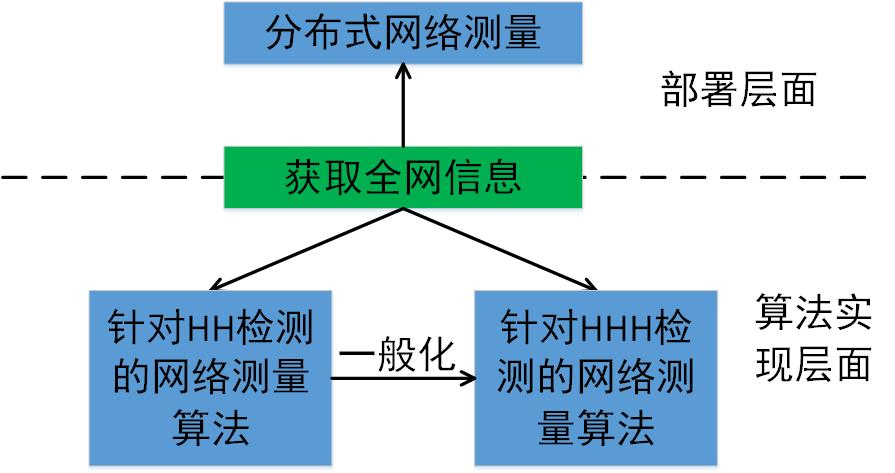 分布式网络测量
部署层面
获取全网信息
针对HH检测
的网络测量
算法
一般化
针对HHH检
测的网络测
量算法
算法实
现层面